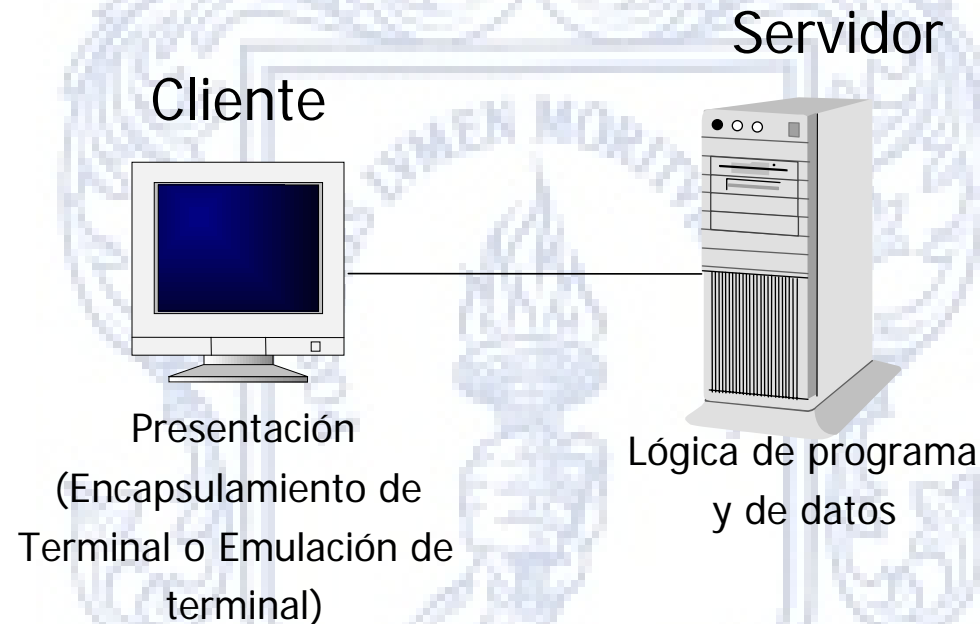 Servidor
Cliente
Presentación
(Encapsulamiento de
Terminal o Emulación de
terminal)
Lógica de programa
y de datos